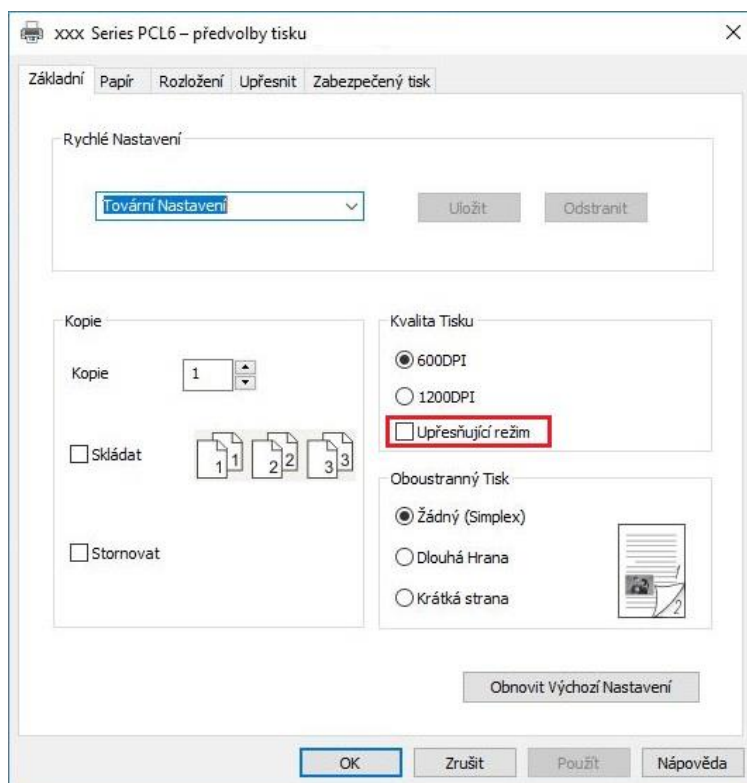 xxx Series PCL6 – předvolby tisku
Základní Papír Rozložení Upřesnit Zabezpečený tisk
Rychlé Nastavení
Tovární Nastavení
Uložit Odstranit
Kopie
Kopie 1
Skládat 1 1 2 2 3 3
Stornovat
Kvalita Tisku
600DPI
1200DPI
Upřesňující režim
Oboustranný Tisk
Žádný (Simplex)
Dlouhá Hrana
Krátká strana
1
2
Obnovit Výchozí Nastavení
OK Zrušit Použít Nápověda